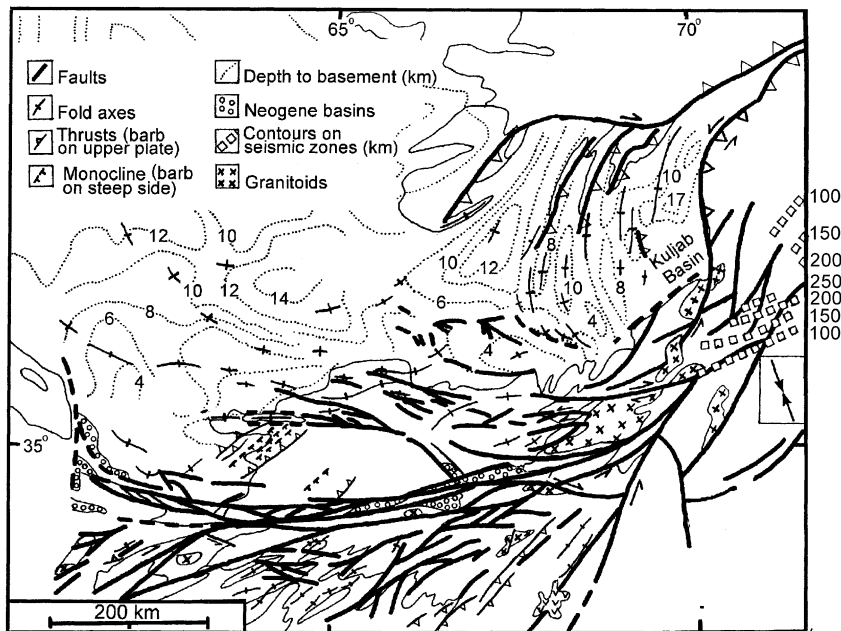 65°
70°
Faults
Fold axes
Thrusts (barb
on upper plate)
Monocline (barb
on steep side)
Depth to basement (km)
Neogene basins
Contours on
seismic zones (km)
Granitoids
10
17
12
10
8
Kuljab
Basin
10
12
10
12
14
10
8
6
8
6
4
4
4
100
150
200
250
200
150
100
35°
200 km